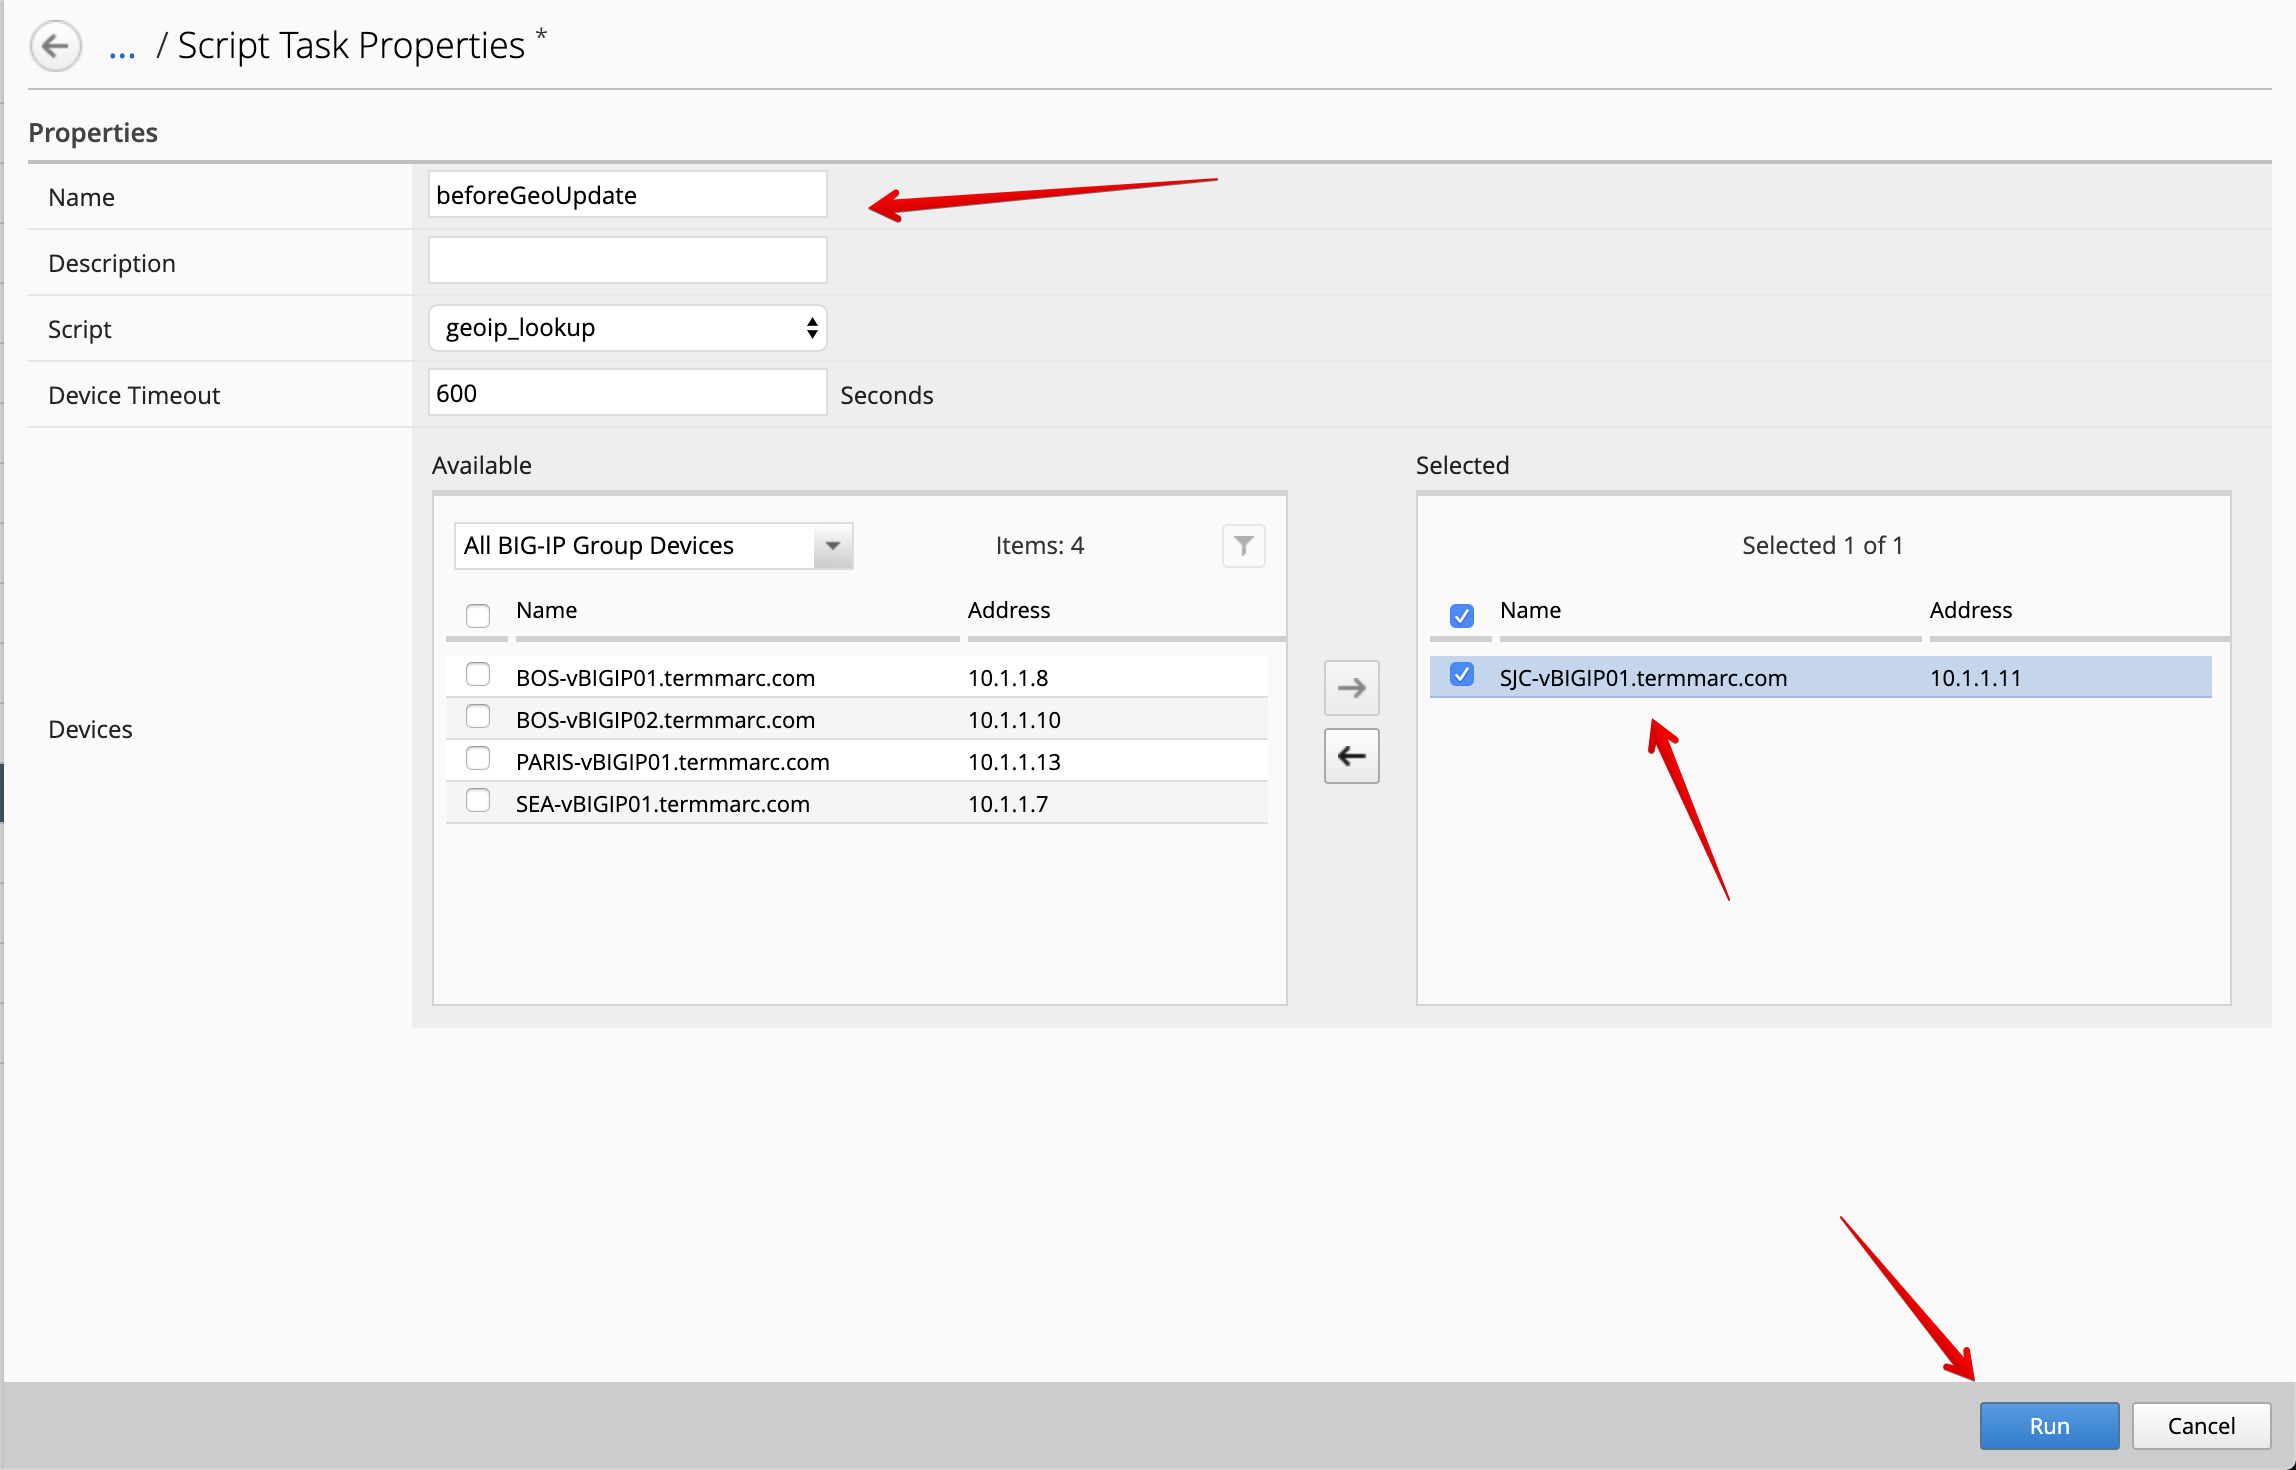 ... / Script Task Properties *
Properties
Name beforeGeoUpdate
Description
Script geoip_lookup
Device Timeout 600 Seconds
Devices
Available
All BIG-IP Group Devices Items: 4
Name Address
BOS-vBIGIP01.termmarc.com 10.1.1.8
BOS-vBIGIP02.termmarc.com 10.1.1.10
PARIS-vBIGIP01.termmarc.com 10.1.1.13
SEA-vBIGIP01.termmarc.com 10.1.1.7
Selected
Selected 1 of 1
Name Address
SJC-vBIGIP01.termmarc.com 10.1.1.11
Run Cancel